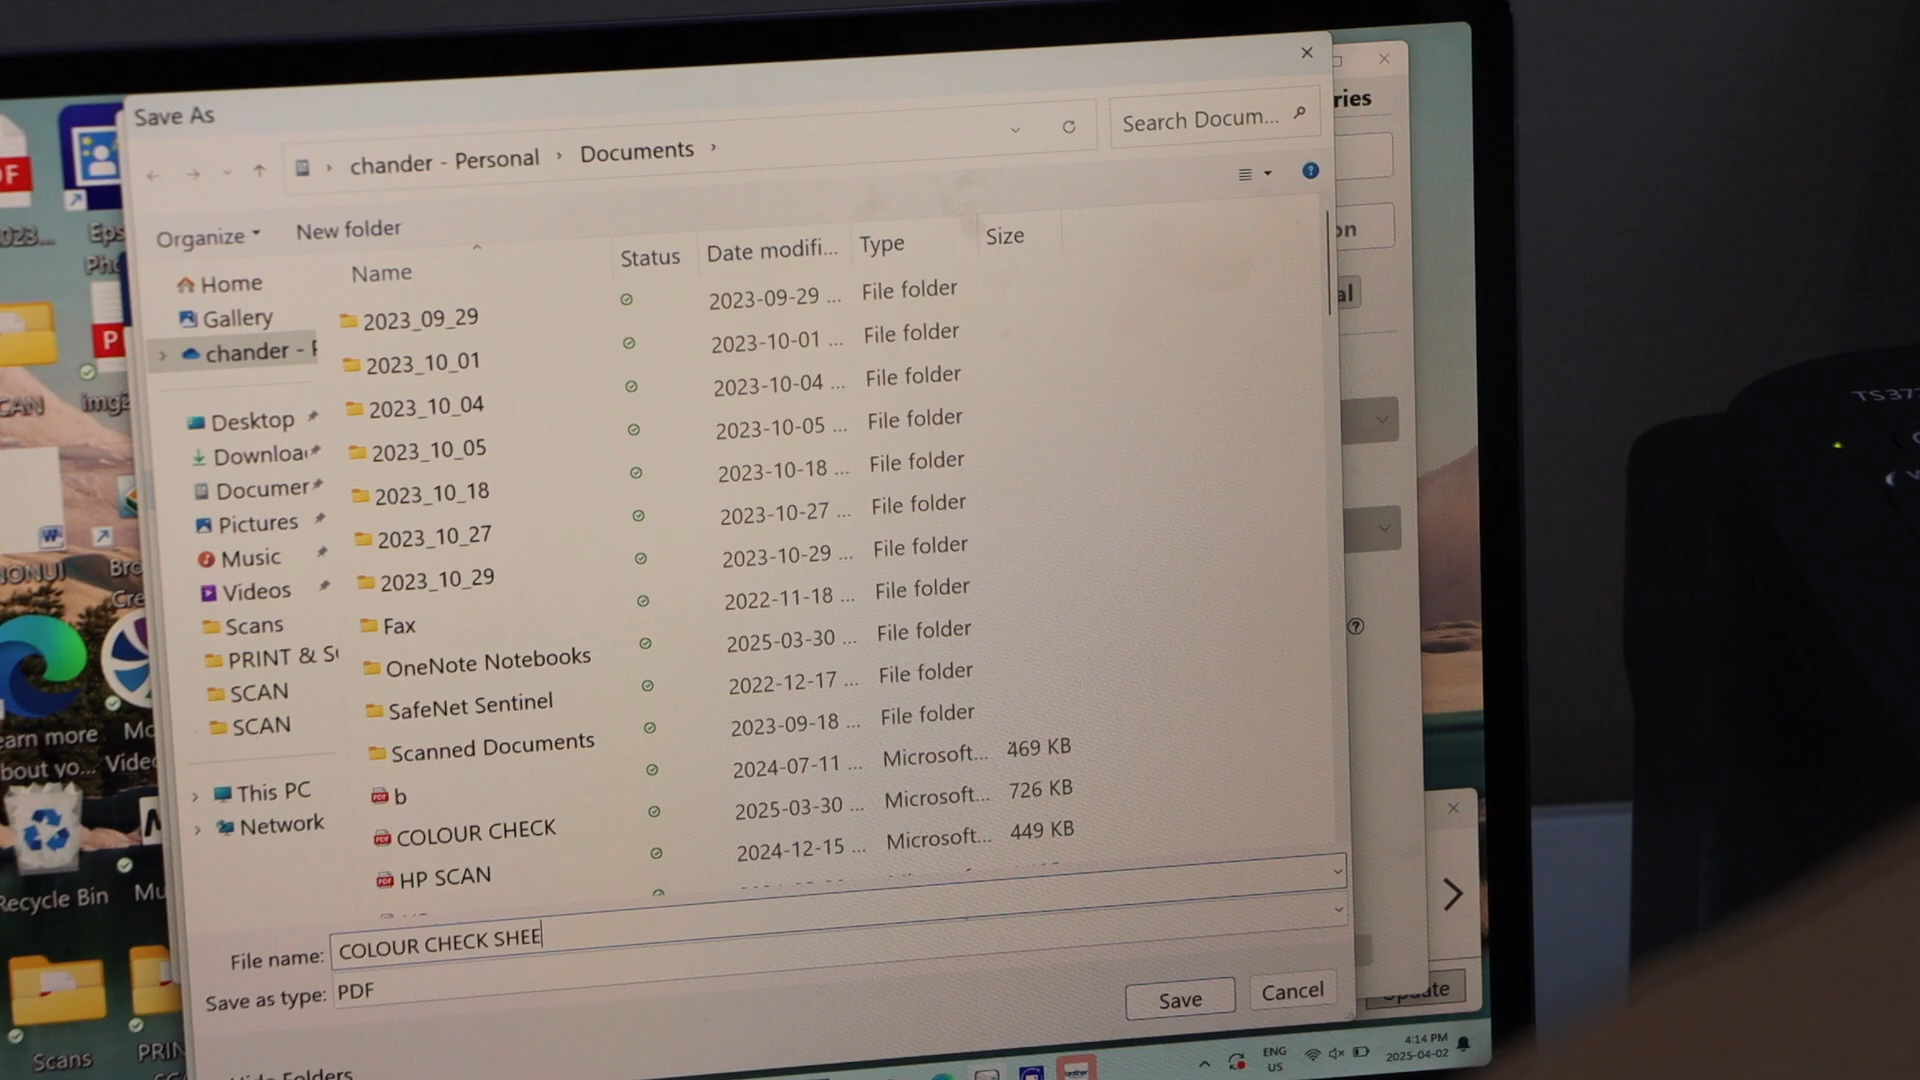 Save As
chander - Personal › Documents ›
Search Docum...
Organize
New folder
Name
Status
Date modifi...
Type
Size
Home
Gallery
chander -
Desktop
Documer
Pictures
Music
Videos
Scans
PRINT &
SCAN
SCAN
This PC
Network
2023_09_29 2023-09-29 ... File folder
2023_10_01 2023-10-01 ... File folder
2023_10_04 2023-10-04 ... File folder
2023_10_05 2023-10-05 ... File folder
2023_10_18 2023-10-18 ... File folder
2023_10_27 2023-10-27 ... File folder
2023_10_29 2023-10-29 ... File folder
Fax 2022-11-18 ... File folder
OneNote Notebooks 2025-03-30 ... File folder
SafeNet Sentinel 2022-12-17 ... File folder
Scanned Documents 2023-09-18 ... File folder
b 2024-07-11 ... Microsoft... 469 KB
COLOUR CHECK 2025-03-30 ... Microsoft... 726 KB
HP SCAN 2024-12-15 ... Microsoft... 449 KB
File name: COLOUR CHECK SHEE
Save as type: PDF
Save
Cancel
Recycle Bin
Scans
ENG
US
4:14 PM
2025-04-02